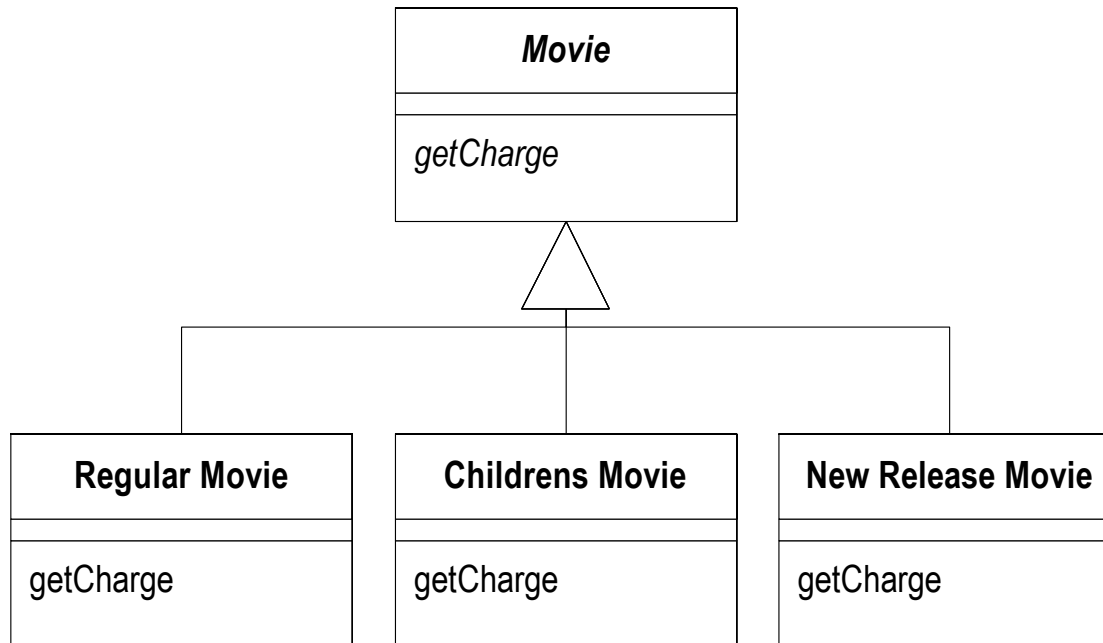 Movie
getCharge
Regular Movie
Childrens Movie
New Release Movie
getCharge
getCharge
getCharge